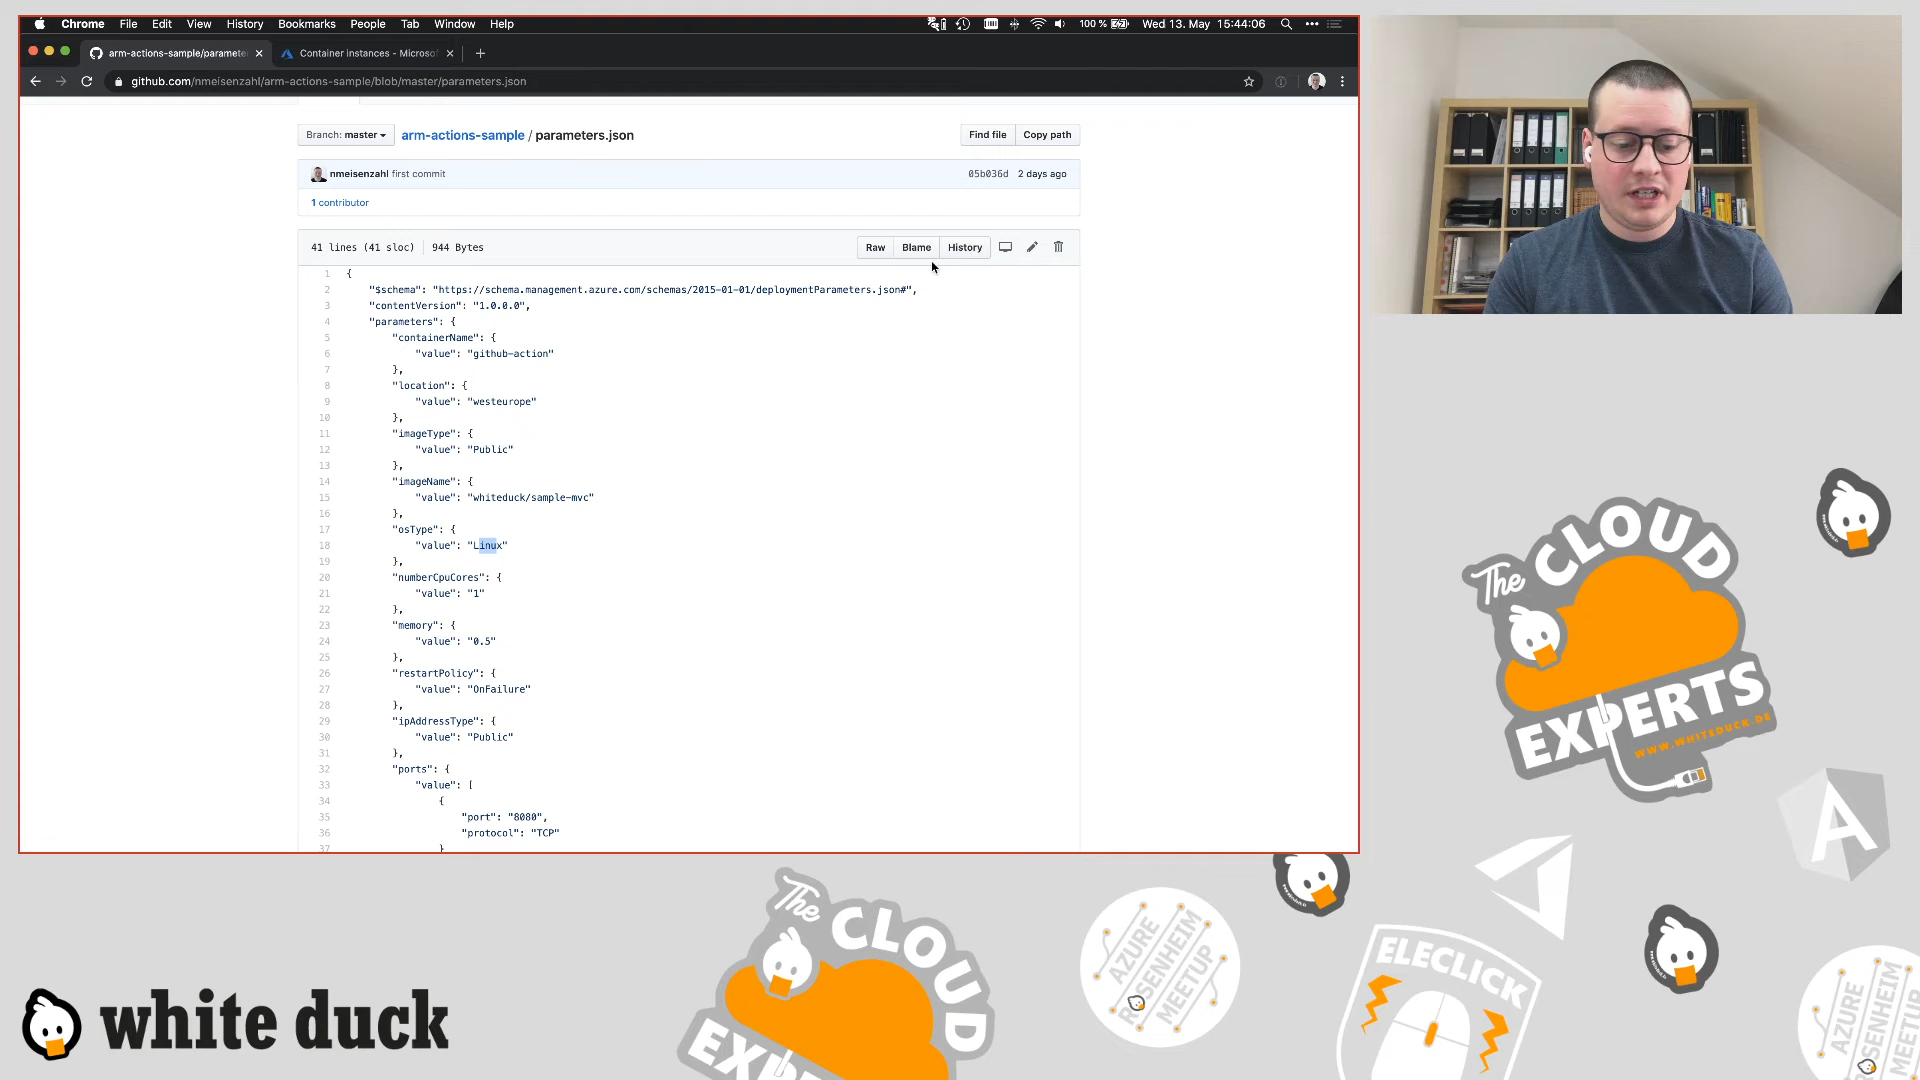 Chrome File Edit View History Bookmarks People Tab Window Help
100 % Wed 13. May 15:44:06
arm-actions-sample/paramete
Container instances - Microso
github.com/nmeisenzahl/arm-actions-sample/blob/master/parameters.json
Branch: master
arm-actions-sample / parameters.json
Find file Copy path
nmeisenzahl first commit
05b036d 2 days ago
1 contributor
41 lines (41 sloc) 944 Bytes
Raw Blame History
1 {
2 "$schema": "https://schema.management.azure.com/schemas/2015-01-01/deploymentParameters.json#",
3 "contentVersion": "1.0.0.0",
4 "parameters": {
5 "containerName": {
6 "value": "github-action"
7 },
8 "location": {
9 "value": "westeurope"
10 },
11 "imageType": {
12 "value": "Public"
13 },
14 "imageName": {
15 "value": "whiteduck/sample-mvc"
16 },
17 "osType": {
18 "value": "Linux"
19 },
20 "numberCpuCores": {
21 "value": "1"
22 },
23 "memory": {
24 "value": "0.5"
25 },
26 "restartPolicy": {
27 "value": "OnFailure"
28 },
29 "ipAddressType": {
30 "value": "Public"
31 },
32 "ports": {
33 "value": [
34 {
35 "port": "8080",
36 "protocol": "TCP"
37 }
The
CLOUD
EXPERTS
WWW.WHITEDUCK.DE
A
The
CLOUD
EXPERTS
AZURE
ROSENHEIM
MEETUP
ELECLICK
AZURE
ROSENHEIM
MEETUP
white duck